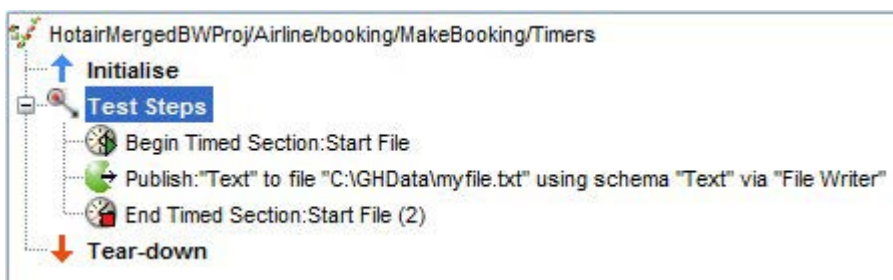 HotairMergedBWProj/Airline/booking/MakeBooking/Timers
Initialise
Test Steps
Begin Timed Section:Start File
Publish:"Text" to file "C:\GHData\myfile.txt" using schema "Text" via "File Writer"
End Timed Section:Start File (2)
Tear-down